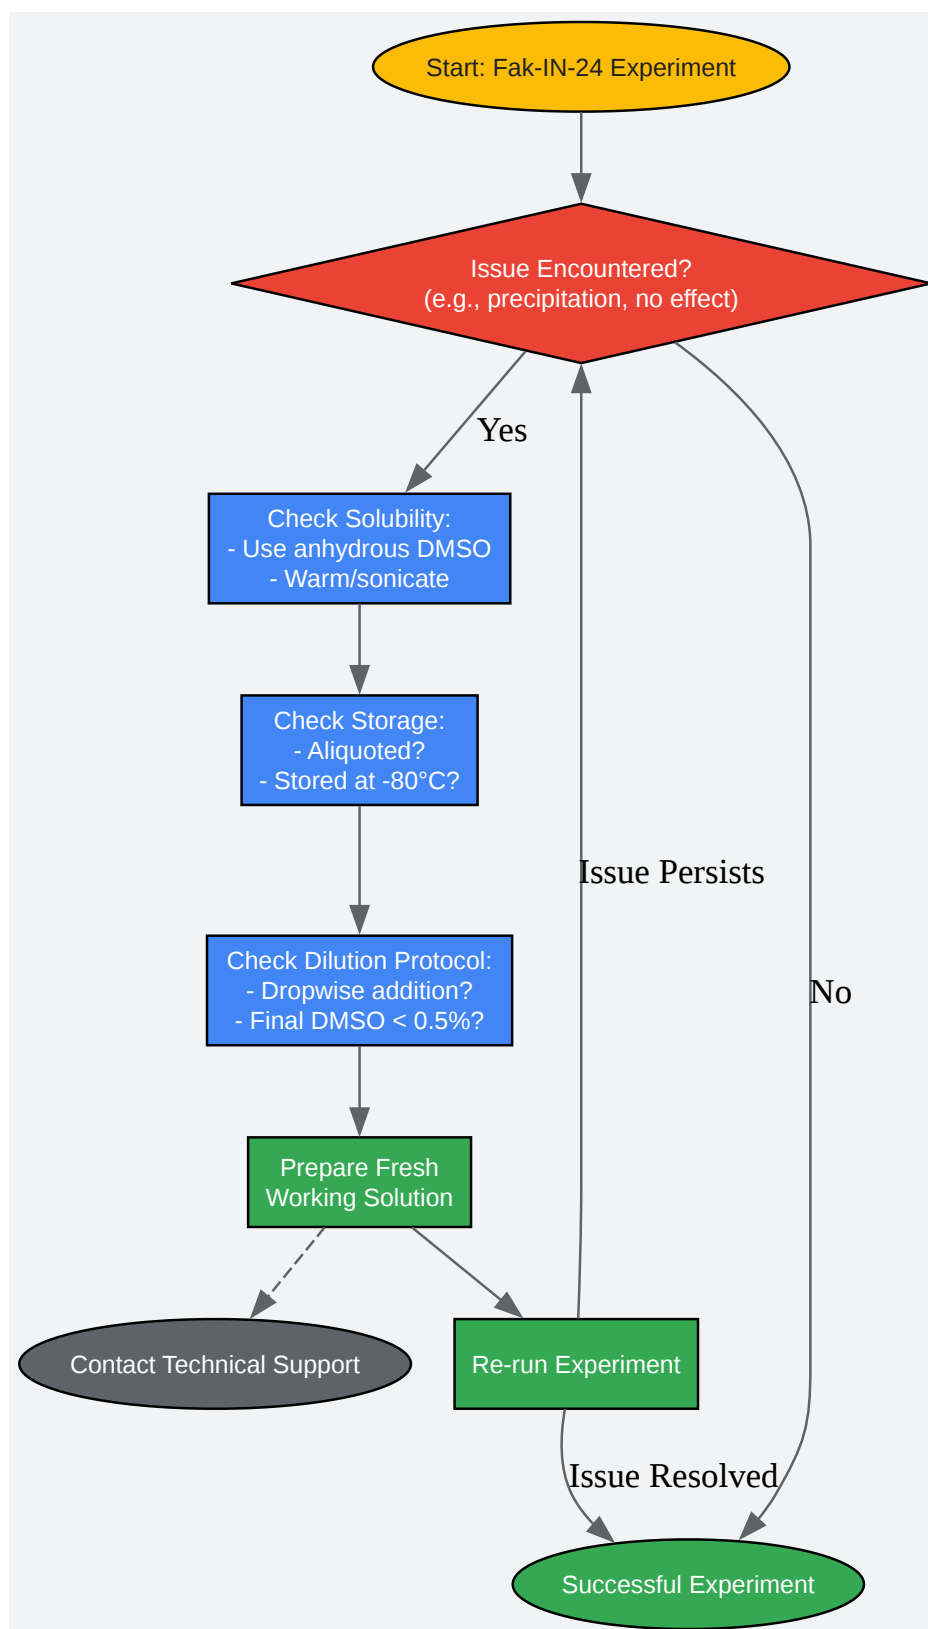 Start: Fak-IN-24 Experiment
Issue Encountered?
(e.g., precipitation, no effect)
Yes
Check Solubility:
- Use anhydrous DMSO
- Warm/sonicate
Check Storage:
- Aliquoted?
- Stored at -80°C?
Issue Persists
Check Dilution Protocol:
- Dropwise addition?
- Final DMSO < 0.5%?
No
Prepare Fresh
Working Solution
Contact Technical Support
Re-run Experiment
Issue Resolved
Successful Experiment